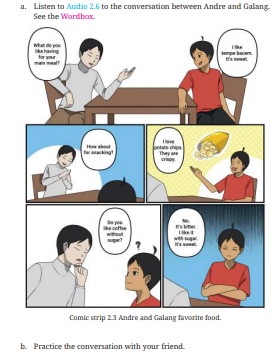 a. Listen to Audio 2.6 to the conversation between Andre and Galang.
See the Wordbox.
What do you
like having
for your
main meal?
I like
tempe bacem.
It's sweet.
How about
for snacking?
I love
potato chips.
They are
crispy.
Do you
like coffee
without
sugar?
?
?
No.
It's bitter.
I like it
with sugar.
It's sweet.
Comic strip 2.3 Andre and Galang favorite food.
b. Practice the conversation with your friend.